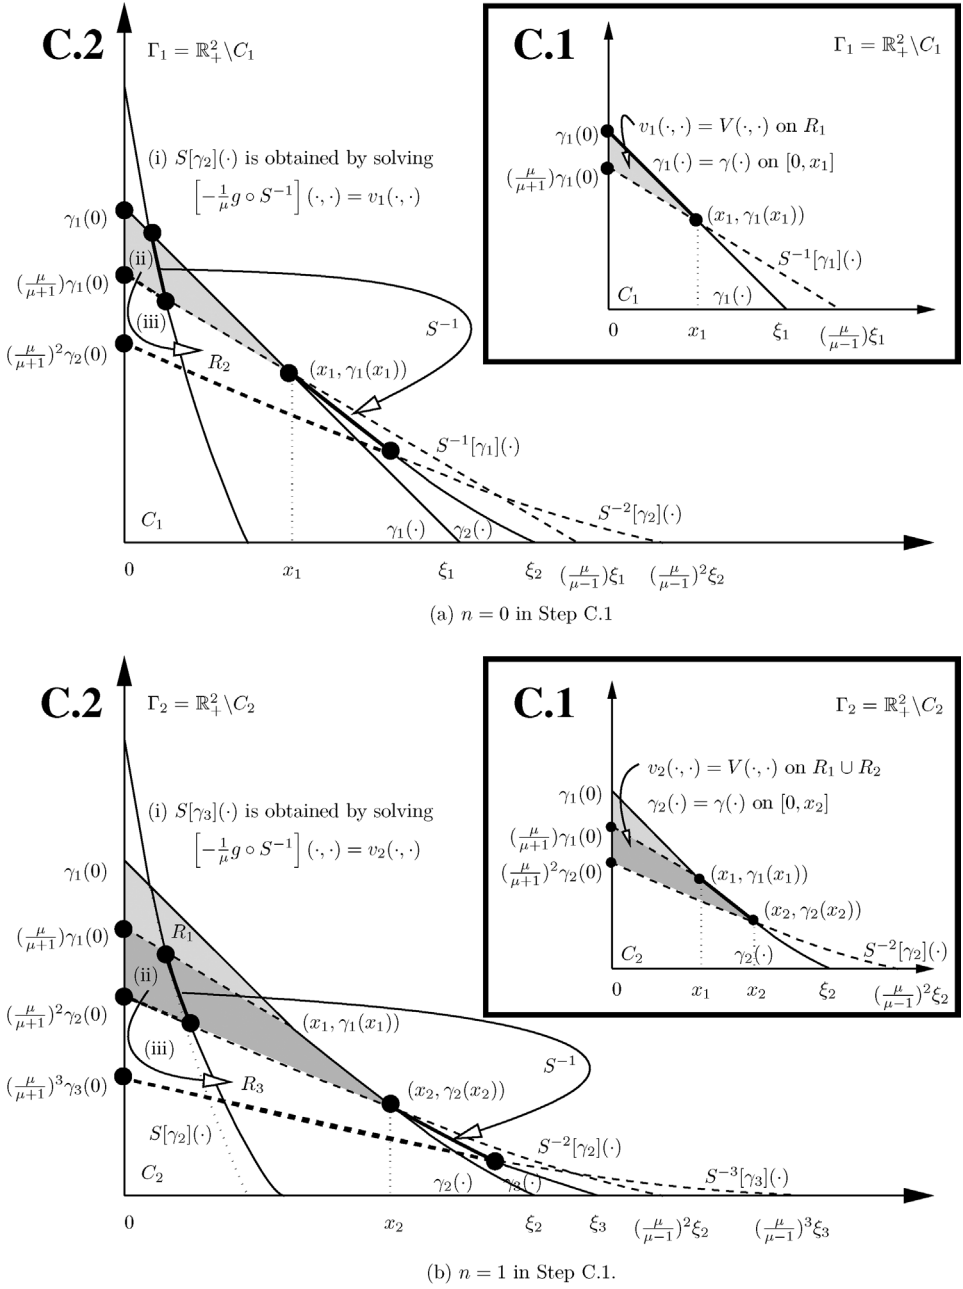 C.2
Γ₁ = ℝ²₊\C₁
(i) S[γ₂](·) is obtained by solving
[−1/μ g ∘ S⁻¹] (·, ·) = v₁(·, ·)
γ₁(0)
(μ/μ+1)γ₁(0)
(μ/μ+1)²γ₂(0)
(ii)
(iii)
R₂
S⁻¹
(x₁, γ₁(x₁))
S⁻¹[γ₁](·)
S⁻²[γ₂](·)
C₁
γ₁(·)
γ₂(·)
0
x₁
ξ₁
ξ₂
(μ/μ−1)ξ₁
(μ/μ−1)²ξ₂
C.1
Γ₁ = ℝ²₊\C₁
v₁(·, ·) = V(·, ·) on R₁
γ₁(·) = γ(·) on [0, x₁]
γ₁(0)
(μ/μ+1)γ₁(0)
(x₁, γ₁(x₁))
S⁻¹[γ₁](·)
C₁
γ₁(·)
0
x₁
ξ₁
(μ/μ−1)ξ₁
(a) n = 0 in Step C.1
C.2
Γ₂ = ℝ²₊\C₂
(i) S[γ₃](·) is obtained by solving
[−1/μ g ∘ S⁻¹] (·, ·) = v₂(·, ·)
γ₁(0)
(μ/μ+1)γ₁(0)
(μ/μ+1)²γ₂(0)
(μ/μ+1)³γ₃(0)
R₁
(ii)
(iii)
R₃
S⁻¹
(x₁, γ₁(x₁))
(x₂, γ₂(x₂))
S[γ₂](·)
S⁻²[γ₂](·)
S⁻³[γ₃](·)
C₂
γ₂(·)
γ₃(·)
0
x₂
ξ₂
ξ₃
(μ/μ−1)²ξ₂
(μ/μ−1)³ξ₃
C.1
Γ₂ = ℝ²₊\C₂
v₂(·, ·) = V(·, ·) on R₁ ∪ R₂
γ₂(·) = γ(·) on [0, x₂]
γ₁(0)
(μ/μ+1)γ₁(0)
(μ/μ+1)²γ₂(0)
(x₁, γ₁(x₁))
(x₂, γ₂(x₂))
S⁻²[γ₂](·)
C₂
γ₂(·)
0
x₁
x₂
ξ₂
(μ/μ−1)²ξ₂
(b) n = 1 in Step C.1.